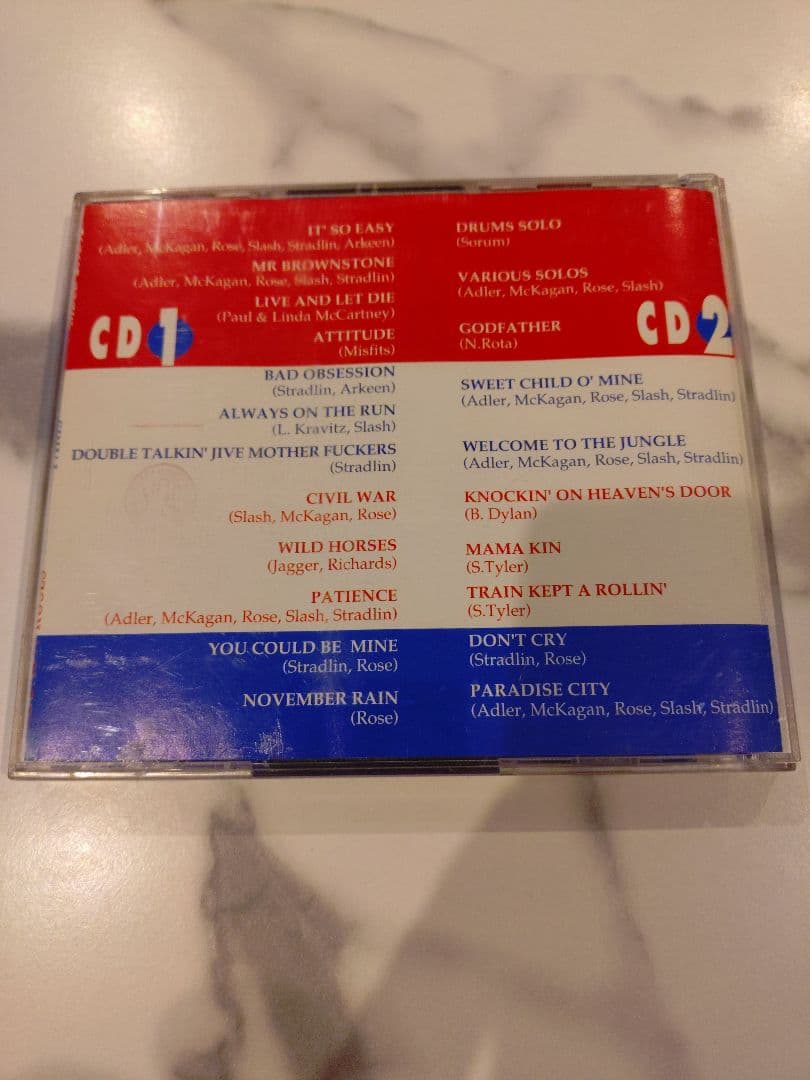 IT' SO EASY
(Adler, McKagan, Rose, Slash, Stradlin, Arkeen)
MR BROWNSTONE
(Adler, McKagan, Rose, Slash, Stradlin)
LIVE AND LET DIE
(Paul & Linda McCartney)
ATTITUDE
(Misfits)
CD 1
BAD OBSESSION
(Stradlin, Arkeen)
ALWAYS ON THE RUN
(L. Kravitz, Slash)
DOUBLE TALKIN' JIVE MOTHER FUCKERS
(Stradlin)
CIVIL WAR
(Slash, McKagan, Rose)
WILD HORSES
(Jagger, Richards)
PATIENCE
(Adler, McKagan, Rose, Slash, Stradlin)
YOU COULD BE MINE
(Stradlin, Rose)
NOVEMBER RAIN
(Rose)
DRUMS SOLO
(Sorum)
VARIOUS SOLOS
(Adler, McKagan, Rose, Slash)
GODFATHER
(N.Rota)
CD 2
SWEET CHILD O' MINE
(Adler, McKagan, Rose, Slash, Stradlin)
WELCOME TO THE JUNGLE
(Adler, McKagan, Rose, Slash, Stradlin)
KNOCKIN' ON HEAVEN'S DOOR
(B. Dylan)
MAMA KIN
(S.Tyler)
TRAIN KEPT A ROLLIN'
(S.Tyler)
DON'T CRY
(Stradlin, Rose)
PARADISE CITY
(Adler, McKagan, Rose, Slash, Stradlin)